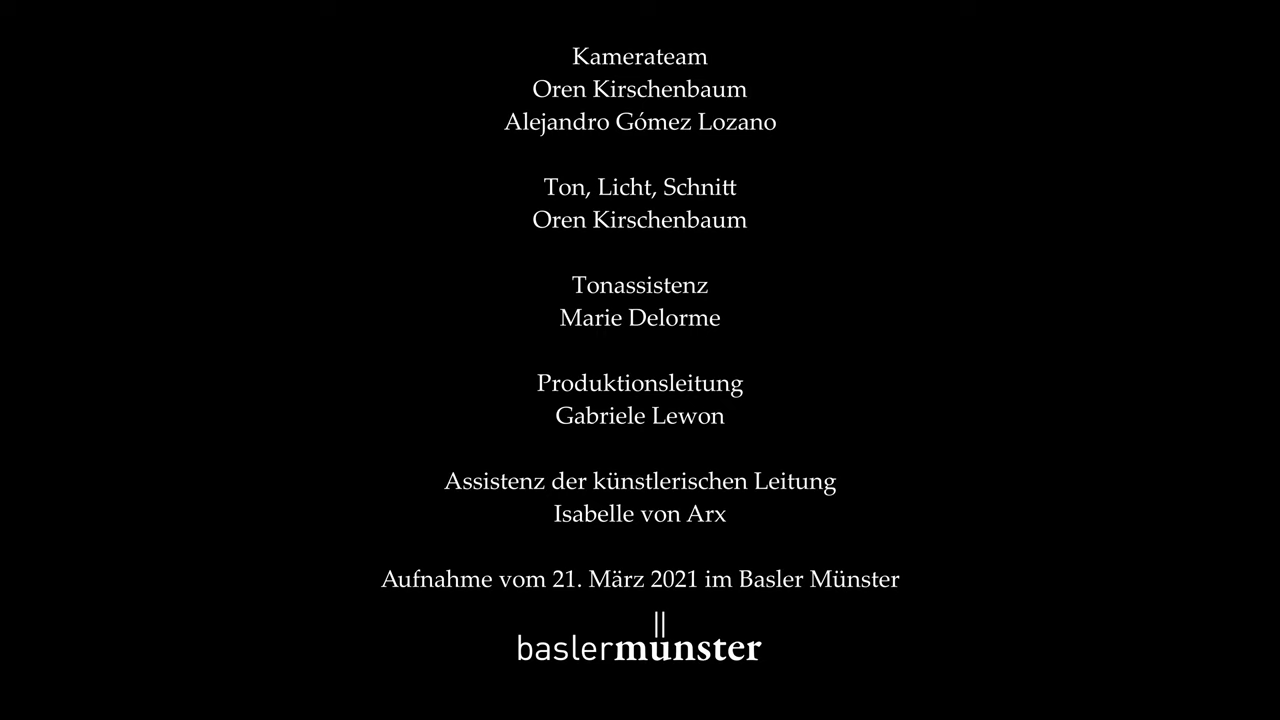 Kamerateam
Oren Kirschenbaum
Alejandro Gómez Lozano
Ton, Licht, Schnitt
Oren Kirschenbaum
Tonassistenz
Marie Delorme
Produktionsleitung
Gabriele Lewon
Assistenz der künstlerischen Leitung
Isabelle von Arx
Aufnahme vom 21. März 2021 im Basler Münster
baslermünster